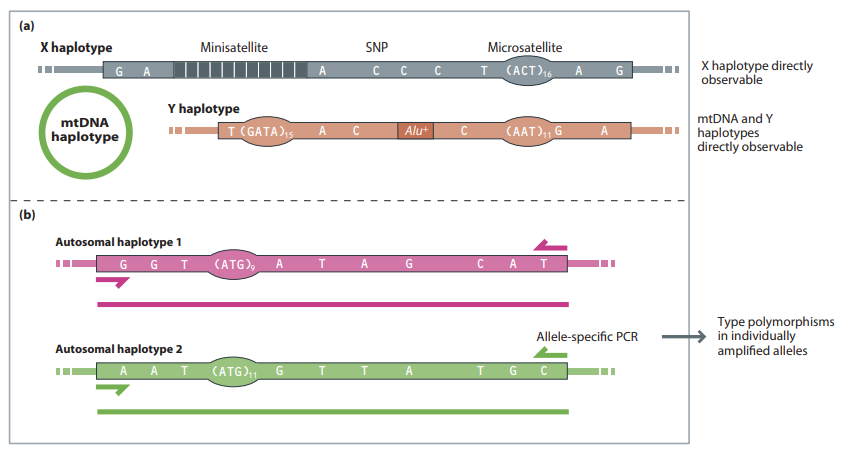 (a)
X haplotype Minisatellite SNP Microsatellite
G A A C C C T (ACT)16 A G
X haplotype directly
observable
mtDNA
haplotype
Y haplotype
T (GATA)15 A C Alu+ C (AAT)11 G A
mtDNA and Y
haplotypes
directly observable
(b)
Autosomal haplotype 1
G G T (ATG)9 A T A G C A T
Allele-specific PCR
Type polymorphisms
in individually
amplified alleles
Autosomal haplotype 2
A A T (ATG)11 G T T A T G C